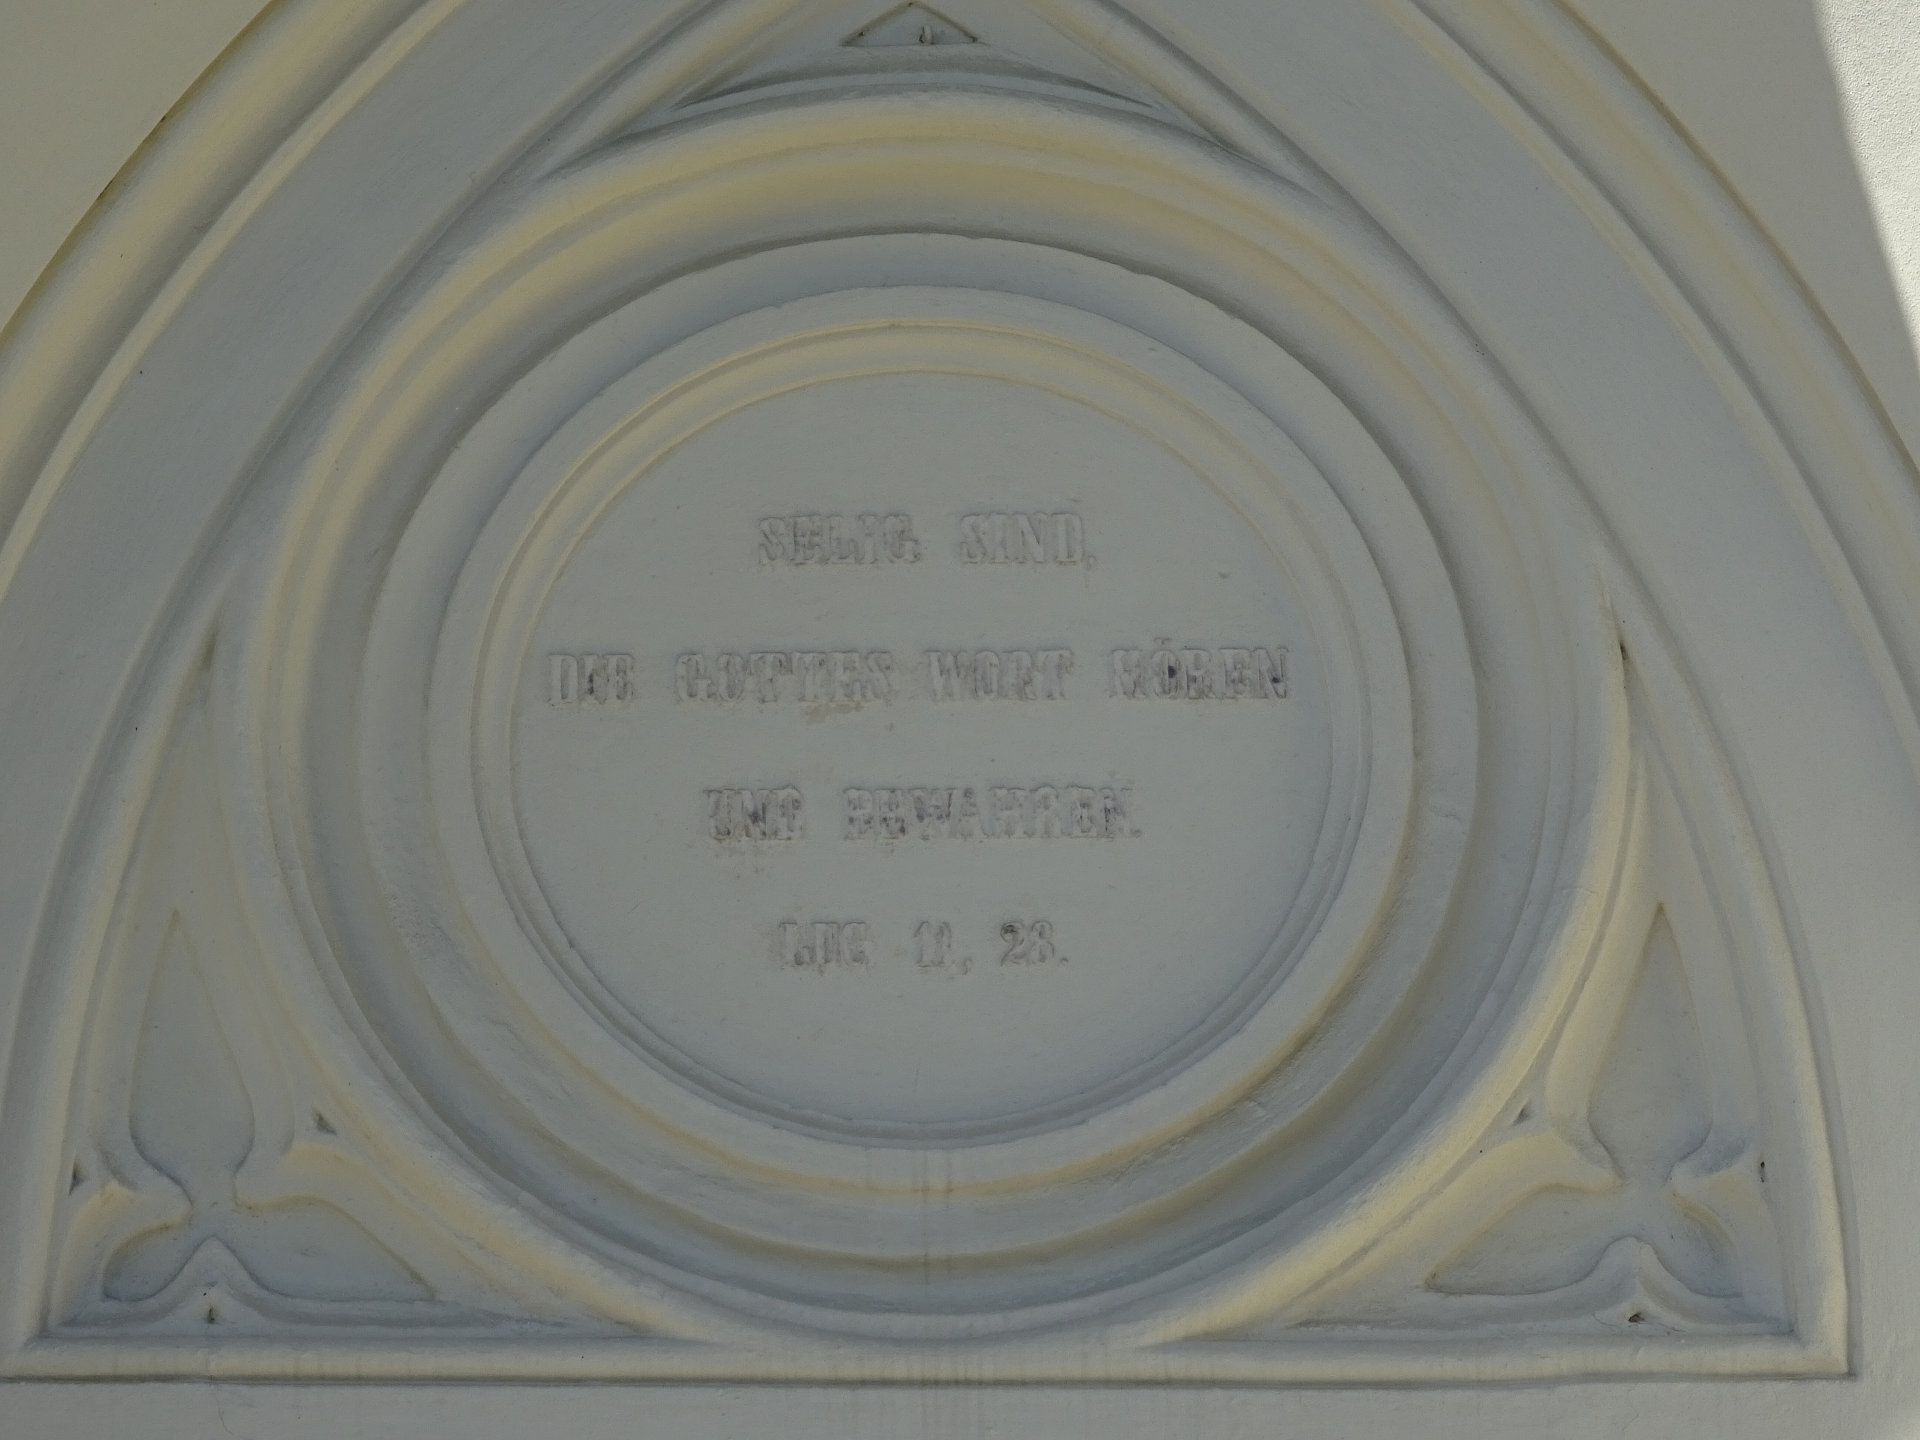 SELIG SIND,
DIE GOTTES WORT HÖREN
UND BEWAHREN.
LUC 11, 28.